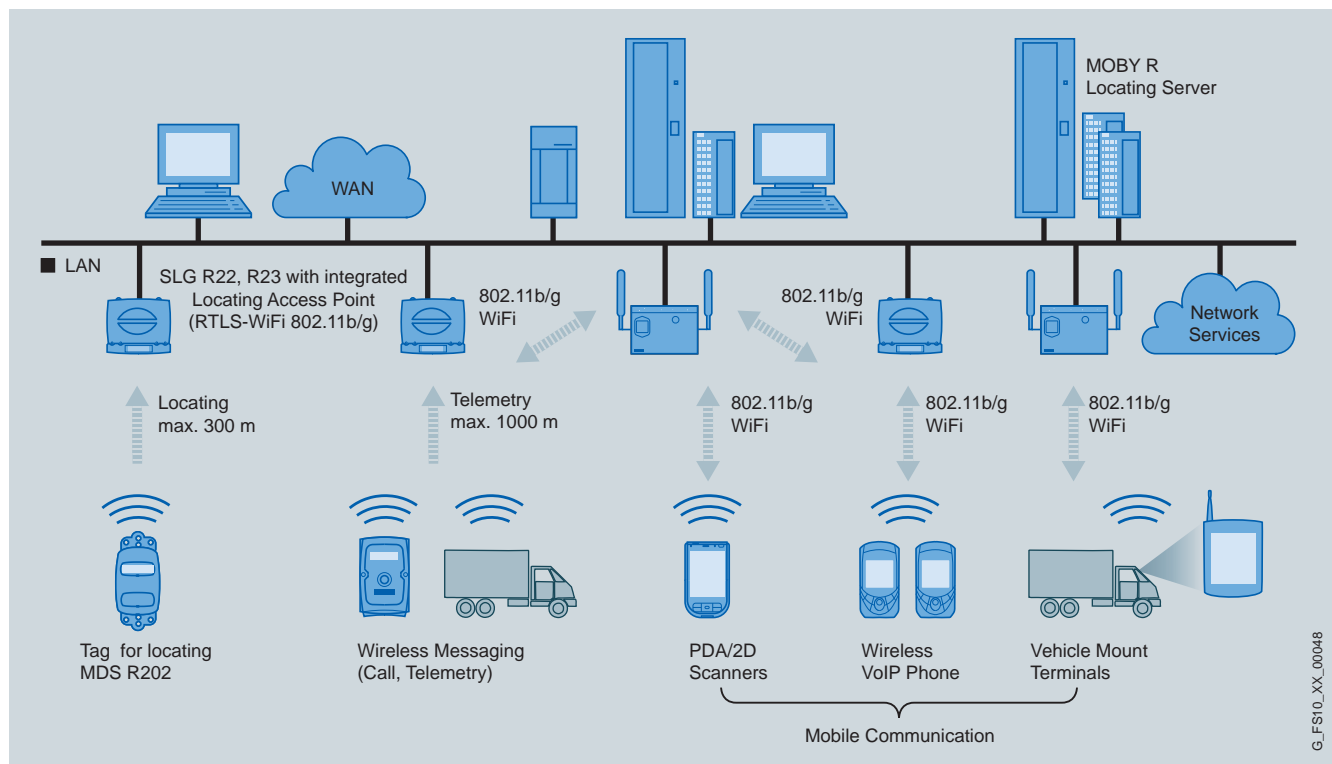 MOBY R
Locating Server
WAN
LAN
SLG R22, R23 with integrated
Locating Access Point
(RTLS-WiFi 802.11b/g)
802.11b/g
WiFi
802.11b/g
WiFi
Network
Services
Locating
max. 300 m
Telemetry
max. 1000 m
802.11b/g
WiFi
802.11b/g
WiFi
802.11b/g
WiFi
Tag for locating
MDS R202
Wireless Messaging
(Call, Telemetry)
PDA/2D
Scanners
Wireless
VoIP Phone
Vehicle Mount
Terminals
Mobile Communication
G_FS10_XX_00048